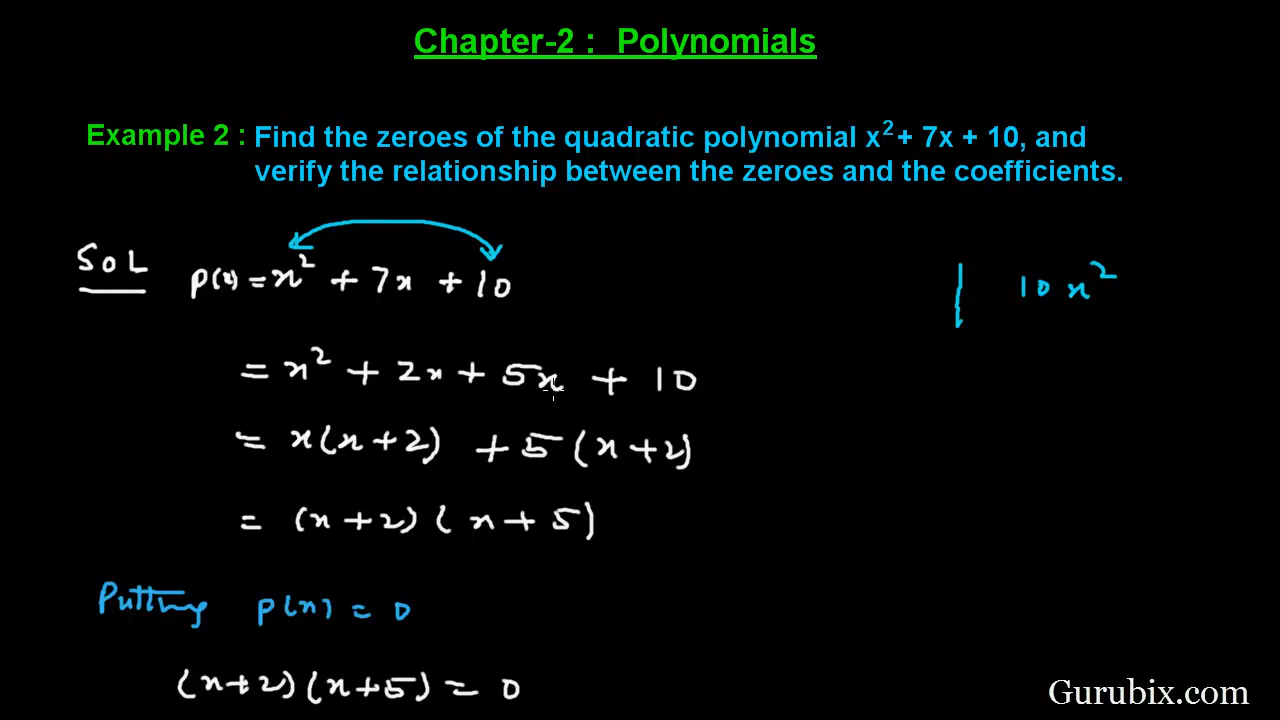 Chapter-2 : Polynomials
Example 2 : Find the zeroes of the quadratic polynomial x² + 7x + 10, and
verify the relationship between the zeroes and the coefficients.
SOL p(x) = x² + 7x + 10 | 10x²
= x² + 2x + 5x + 10
= x(x+2) + 5(x+2)
= (x+2)(x+5)
Putting p(x) = 0
(x+2)(x+5) = 0
Gurubix.com